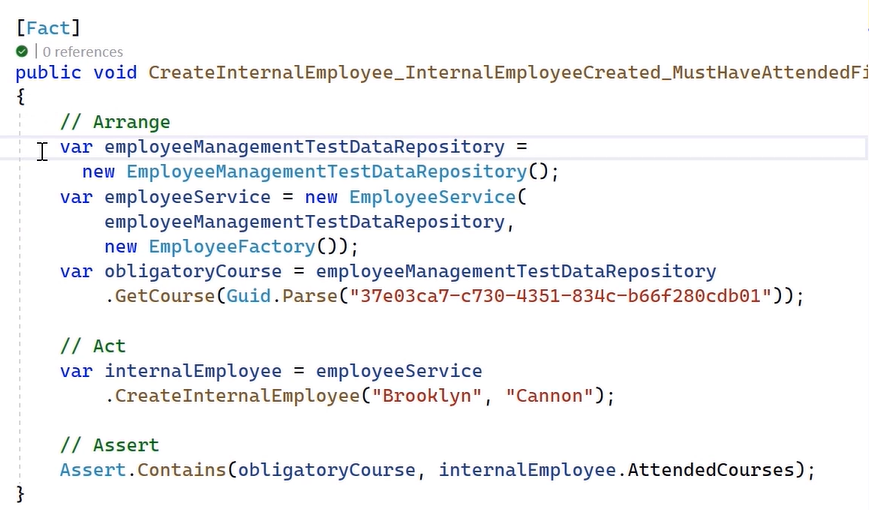 [Fact]
| 0 references
public void CreateInternalEmployee_InternalEmployeeCreated_MustHaveAttendedFi
{
// Arrange
var employeeManagementTestDataRepository =
new EmployeeManagementTestDataRepository();
var employeeService = new EmployeeService(
employeeManagementTestDataRepository,
new EmployeeFactory());
var obligatoryCourse = employeeManagementTestDataRepository
.GetCourse(Guid.Parse("37e03ca7-c730-4351-834c-b66f280cdb01"));
// Act
var internalEmployee = employeeService
.CreateInternalEmployee("Brooklyn", "Cannon");
// Assert
Assert.Contains(obligatoryCourse, internalEmployee.AttendedCourses);
}